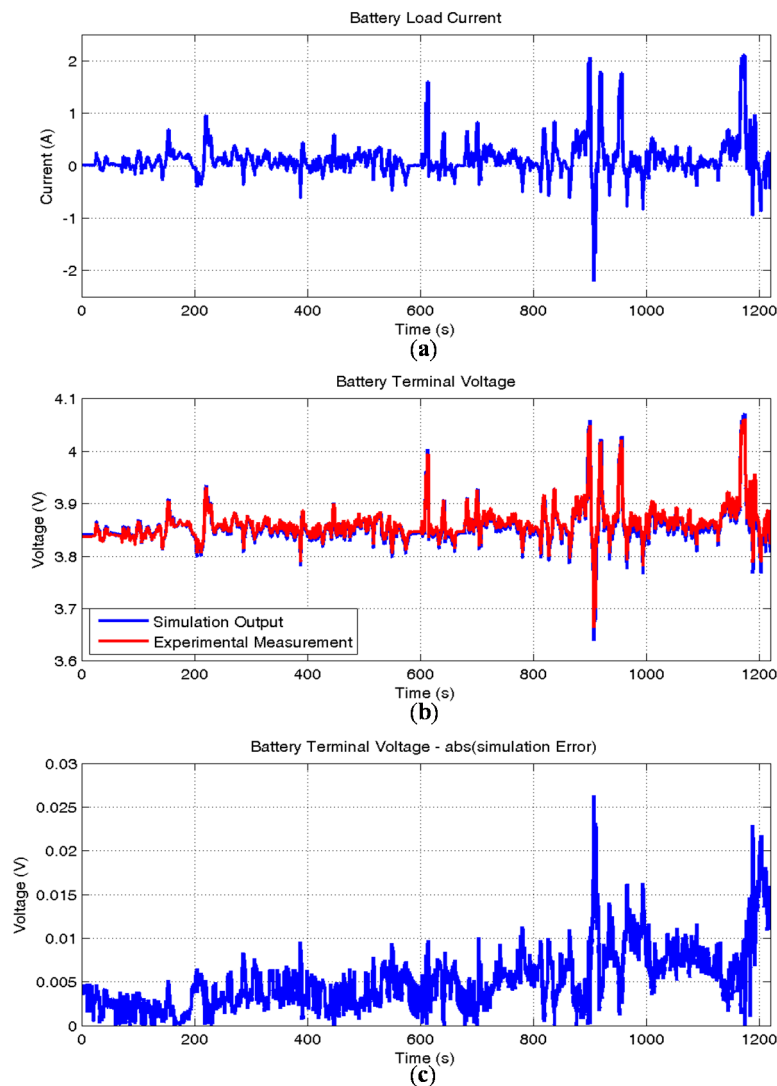 Battery Load Current
2
1
0
-1
-2
Current (A)
0 200 400 600 800 1000 1200
Time (s)
(a)
Battery Terminal Voltage
4.1
4
3.9
3.8
3.7
3.6
Voltage (V)
Simulation Output
Experimental Measurement
0 200 400 600 800 1000 1200
Time (s)
(b)
Battery Terminal Voltage - abs(simulation Error)
0.03
0.025
0.02
0.015
0.01
0.005
0
Voltage (V)
0 200 400 600 800 1000 1200
Time (s)
(c)